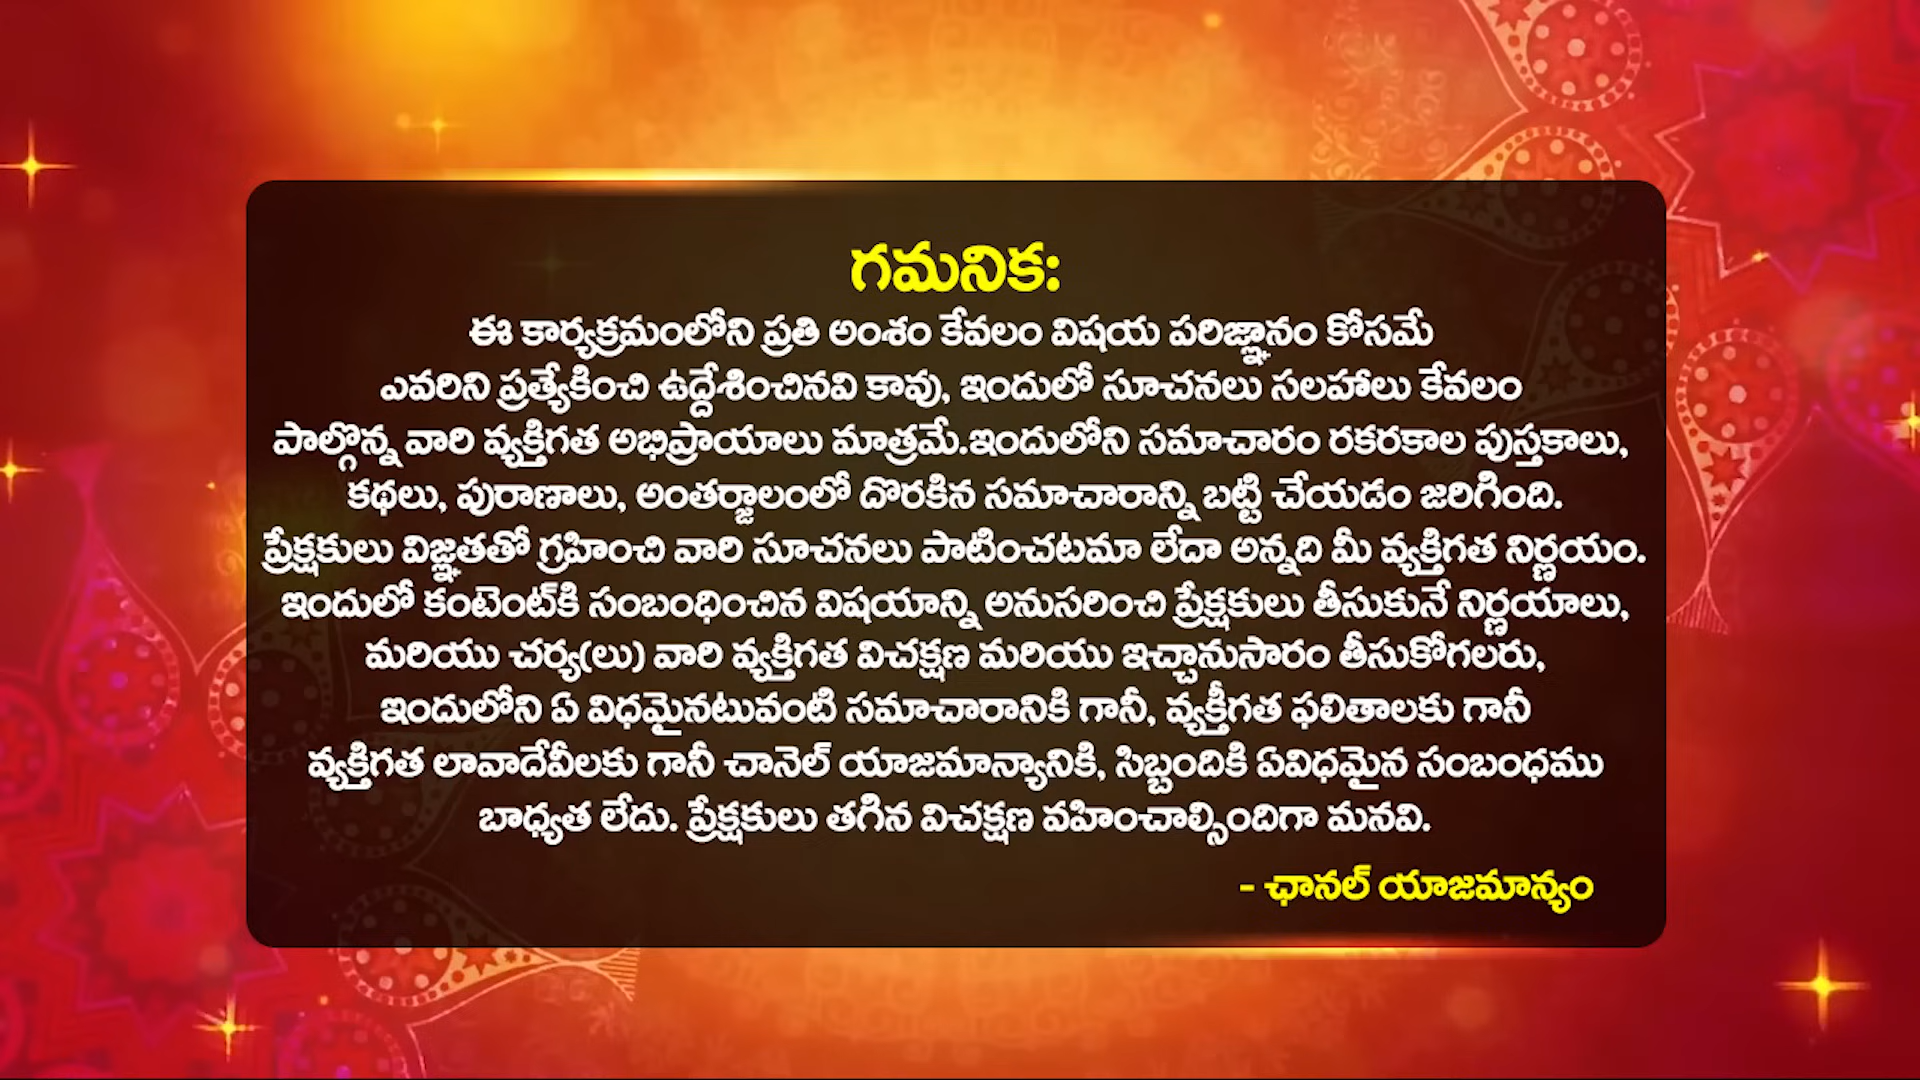 గమనిక:
ఈ కార్యక్రమంలోని ప్రతి అంశం కేవలం విషయ పరిజ్ఞానం కోసమే
ఎవరిని ప్రత్యేకించి ఉద్దేశించినవి కావు, ఇందులో సూచనలు సలహాలు కేవలం
పాల్గొన్న వారి వ్యక్తిగత అభిప్రాయాలు మాత్రమే.ఇందులోని సమాచారం రకరకాల పుస్తకాలు,
కథలు, పురాణాలు, అంతర్జాలంలో దొరకిన సమాచారాన్ని బట్టి చేయడం జరిగింది.
ప్రేక్షకులు విజ్ఞతతో గ్రహించి వారి సూచనలు పాటించటమా లేదా అన్నది మీ వ్యక్తిగత నిర్ణయం.
ఇందులో కంటెంట్‌కి సంబంధించిన విషయాన్ని అనుసరించి ప్రేక్షకులు తీసుకునే నిర్ణయాలు,
మరియు చర్య(లు) వారి వ్యక్తిగత విచక్షణ మరియు ఇచ్చానుసారం తీసుకోగలరు,
ఇందులోని ఏ విధమైనటువంటి సమాచారానికి గానీ, వ్యక్తీగత ఫలితాలకు గానీ
వ్యక్తిగత లావాదేవీలకు గానీ చానెల్ యాజమాన్యానికి, సిబ్బందికి ఏవిధమైన సంబంధము
బాధ్యత లేదు. ప్రేక్షకులు తగిన విచక్షణ వహించాల్సిందిగా మనవి.
- ఛానల్ యాజమాన్యం